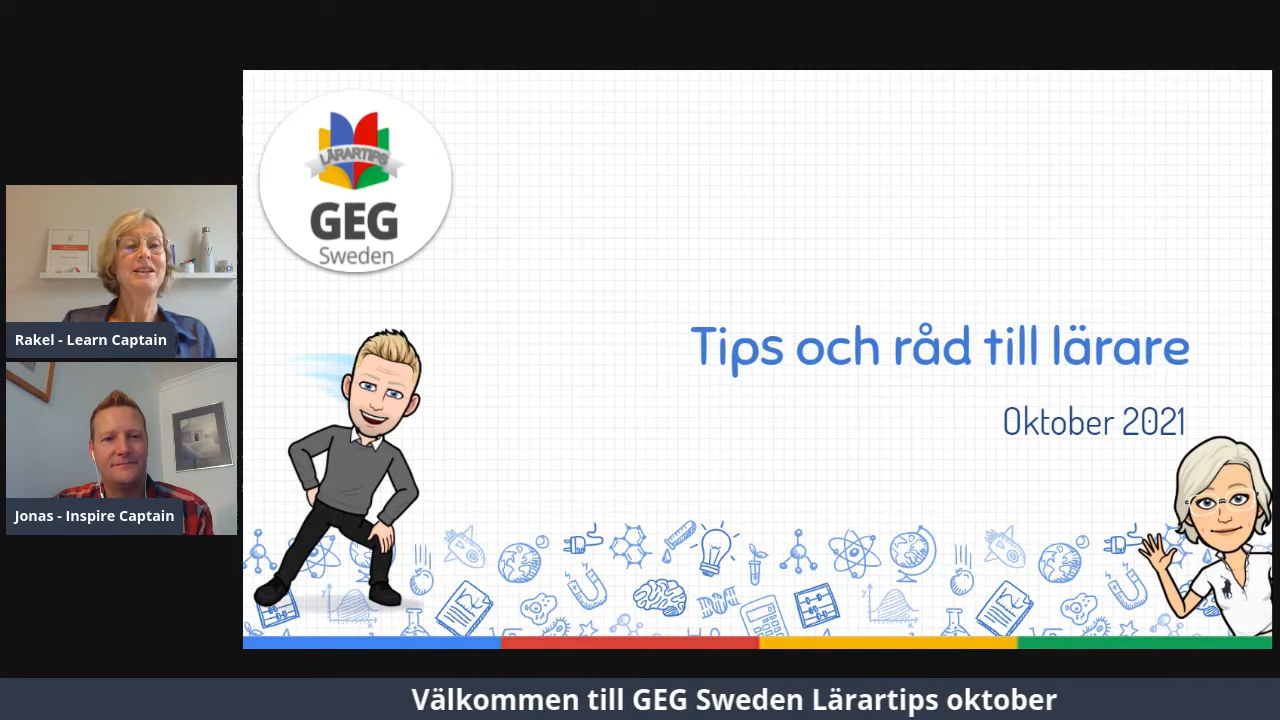 LÄRARTIPS
GEG
Sweden
Tips och råd till lärare
Oktober 2021
Rakel - Learn Captain
Jonas - Inspire Captain
Välkommen till GEG Sweden Lärartips oktober